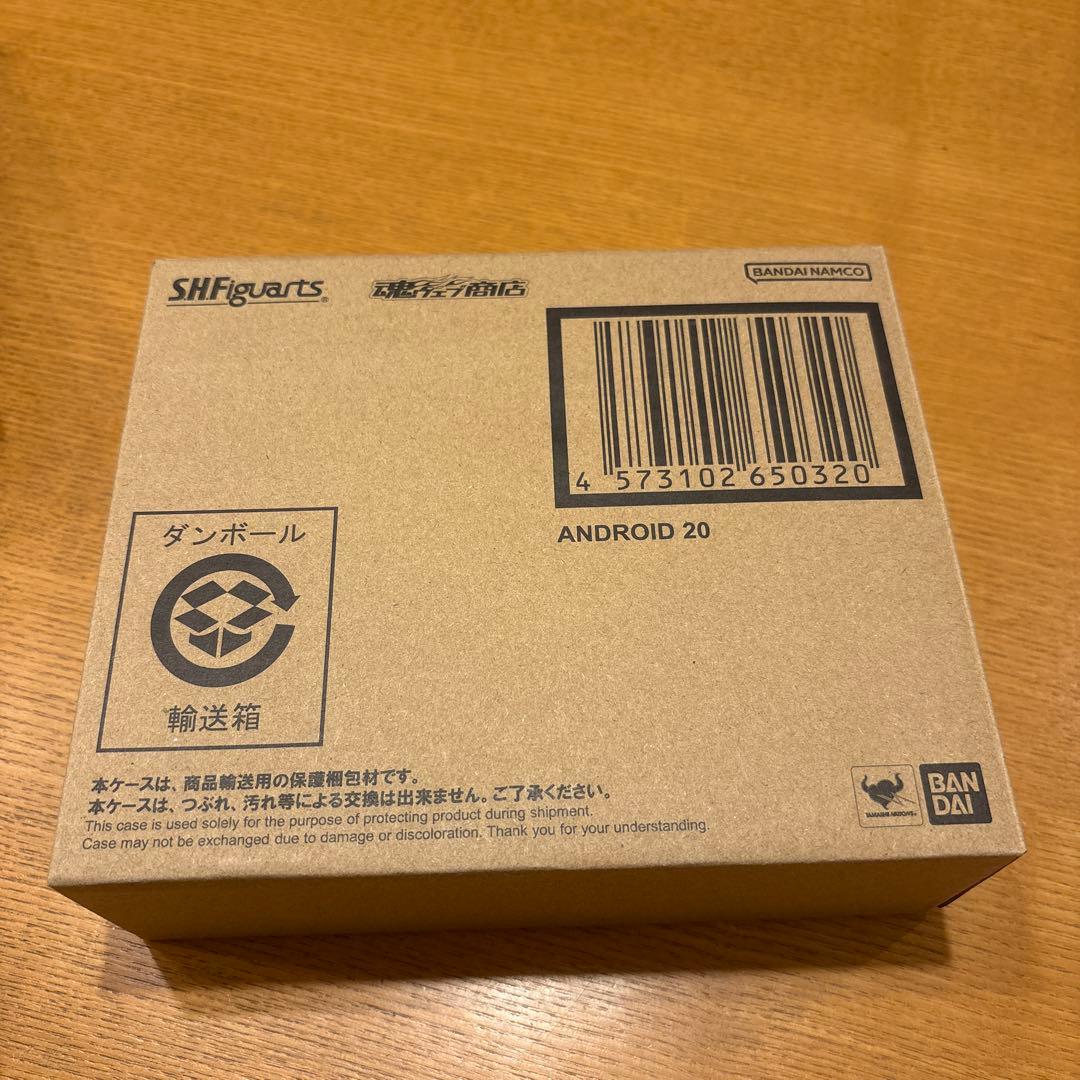 S.H.Figuarts®
魂ウェブ商店
BANDAI NAMCO
4 573102 650320
ANDROID 20
ダンボール
輸送箱
本ケースは、商品輸送用の保護梱包材です。
本ケースは、つぶれ、汚れ等による交換は出来ません。ご了承ください。
This case is used solely for the purpose of protecting product during shipment.
Case may not be exchanged due to damage or discoloration. Thank you for your understanding.
TAMASHII NATIONS
BAN
DAI